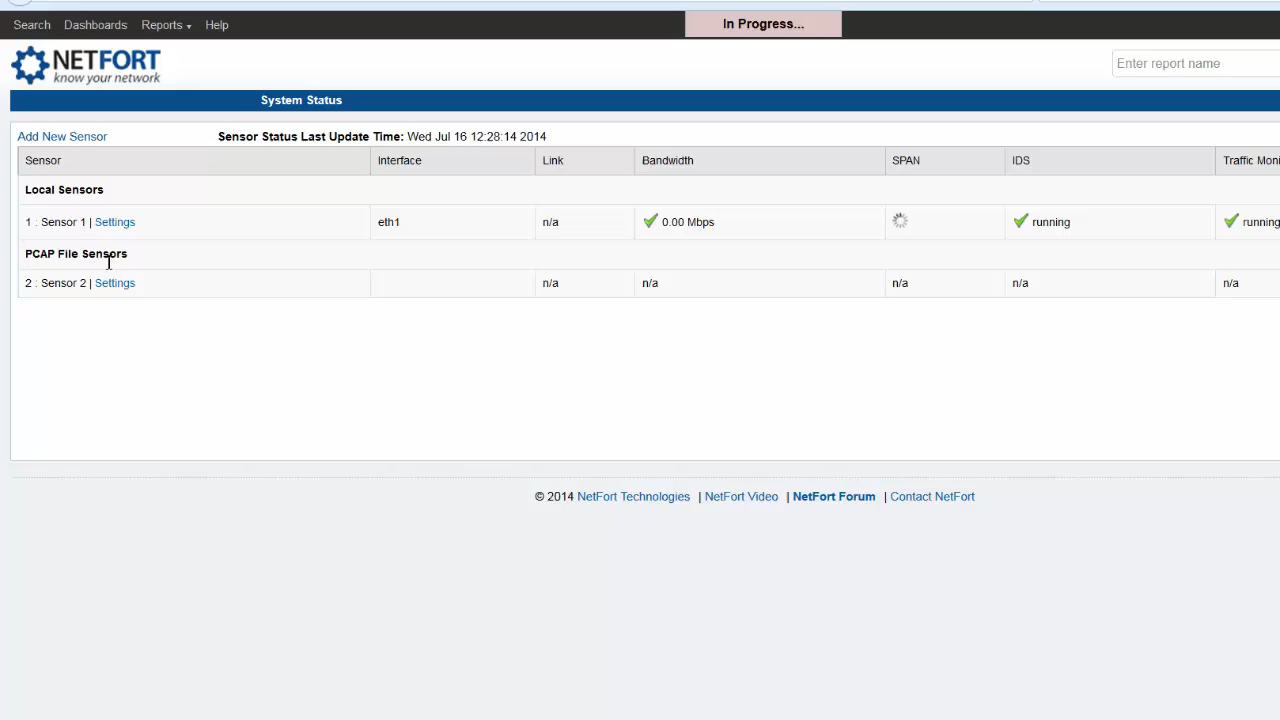 Search Dashboards Reports Help
In Progress...
NETFORT
know your network
Enter report name
System Status
Add New Sensor Sensor Status Last Update Time: Wed Jul 16 12:28:14 2014
Sensor Interface Link Bandwidth SPAN IDS Traffic Moni
Local Sensors
1 : Sensor 1 | Settings eth1 n/a 0.00 Mbps running running
PCAP File Sensors
2 : Sensor 2 | Settings n/a n/a n/a n/a n/a
© 2014 NetFort Technologies | NetFort Video | NetFort Forum | Contact NetFort